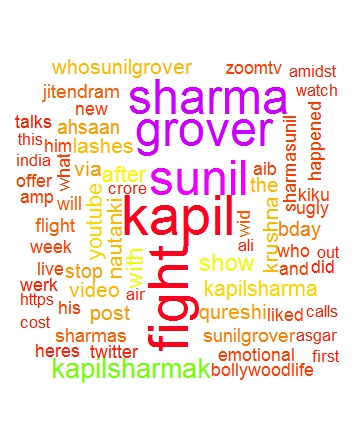 whosunilgrover zoomtv amidst
jitendram sharma watch
new
talks ahsaan grover happened
this him lashes sharmasunil
india what via after sunil aib
offer crore the kiku
amp will youtube nautanki kapil wid krushna ugly
flight bday
week with fight ali who out
live stop show and did
werk video air kapilsharma
https his post qureshi liked calls
cost sharmas sunilgrover asgar
heres twitter emotional first
kapilsharmak bollywoodlife